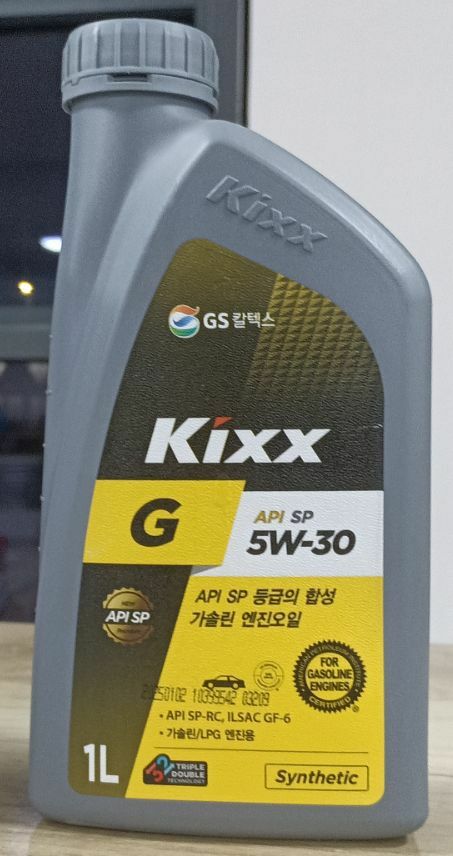 Kixx
GS 칼텍스
Kixx
G
API SP
5W-30
API SP 등급의 합성
가솔린 엔진오일
API SP
FOR
GASOLINE
ENGINES
CERTIFIED
20250102 10399542 03209
• API SP-RC, ILSAC GF-6
• 가솔린/LPG 엔진용
1L
TRIPLE
DOUBLE
TECHNOLOGY
Synthetic